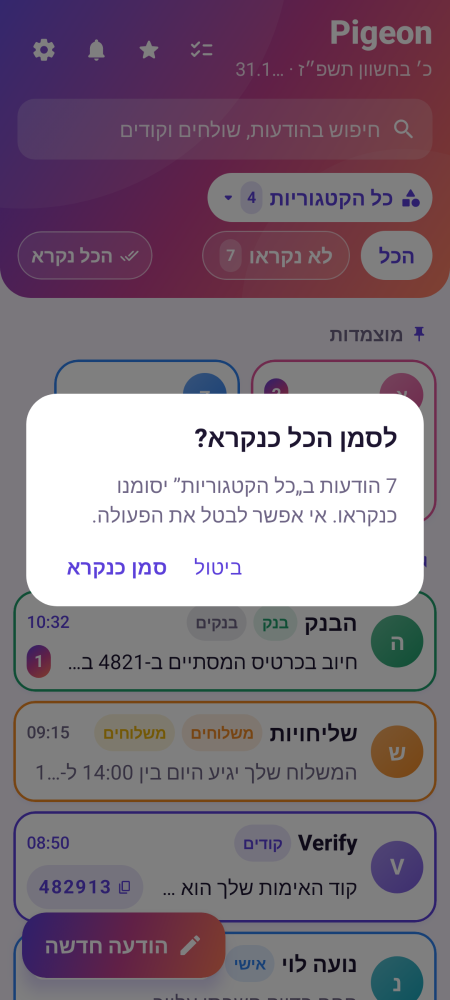 Pigeon
כ׳ בחשוון תשפ״ז · 31.1...
חיפוש בהודעות, שולחים וקודים
כל הקטגוריות 4
הכל
לא נקראו 7
הכל נקרא
מוצמדות
לסמן הכל כנקרא?
7 הודעות ב„כל הקטגוריות” יסומנו
כנקראו. אי אפשר לבטל את הפעולה.
ביטול
סמן כנקרא
ה
הבנק בנק בנקים 10:32
חיוב בכרטיס המסתיים ב-4821 ב... 1
ש
שליחויות משלוחים משלוחים 09:15
המשלוח שלך יגיע היום בין 14:00 ל-1...
V
Verify קודים 08:50
קוד האימות שלך הוא ... 482913
הודעה חדשה
נ
נועה לוי אישי